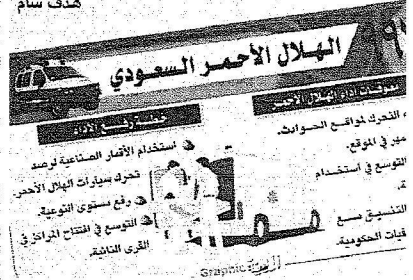 هدف سام
الهلال الأحمر السعودي
معوقات أداء الهلال الأحمر
التحرك لمواقع الحوادث.
في الموقع.
التوسع في استخدام
التنسيق مع
الحكومية.
خطة رفع الأداء
استخدام الأقمار الصناعية لرصد
تحرك سيارات الهلال الأحمر.
رفع مستوى التوعية.
التوسع في افتتاح المراكز في
القرى النائية.
Graphic